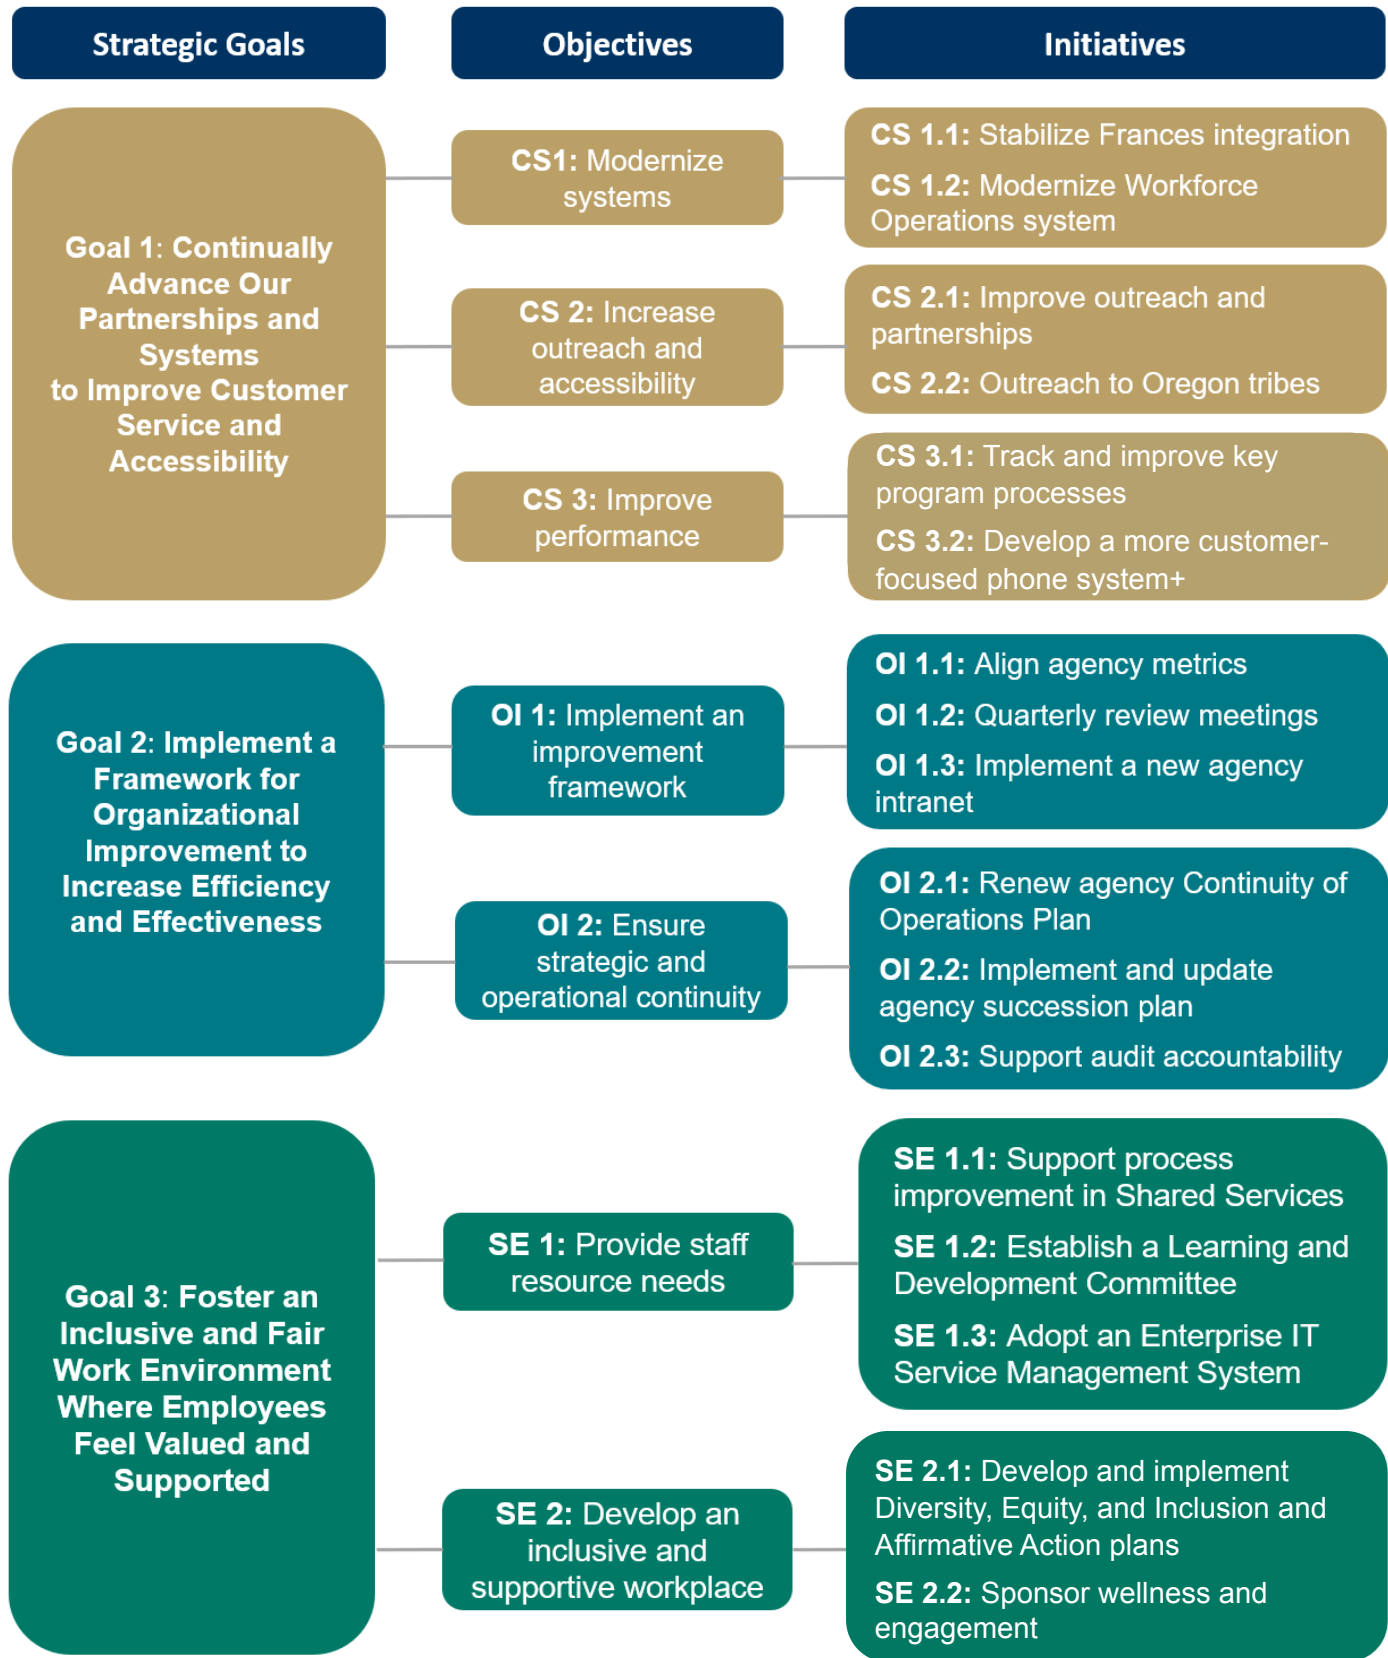 Strategic Goals
Objectives
Initiatives
Goal 1: Continually
Advance Our
Partnerships and
Systems
to Improve Customer
Service and
Accessibility
CS1: Modernize
systems
CS 1.1: Stabilize Frances integration
CS 1.2: Modernize Workforce
Operations system
CS 2: Increase
outreach and
accessibility
CS 2.1: Improve outreach and
partnerships
CS 2.2: Outreach to Oregon tribes
CS 3: Improve
performance
CS 3.1: Track and improve key
program processes
CS 3.2: Develop a more customer-
focused phone system+
Goal 2: Implement a
Framework for
Organizational
Improvement to
Increase Efficiency
and Effectiveness
OI 1: Implement an
improvement
framework
OI 1.1: Align agency metrics
OI 1.2: Quarterly review meetings
OI 1.3: Implement a new agency
intranet
OI 2: Ensure
strategic and
operational continuity
OI 2.1: Renew agency Continuity of
Operations Plan
OI 2.2: Implement and update
agency succession plan
OI 2.3: Support audit accountability
Goal 3: Foster an
Inclusive and Fair
Work Environment
Where Employees
Feel Valued and
Supported
SE 1: Provide staff
resource needs
SE 1.1: Support process
improvement in Shared Services
SE 1.2: Establish a Learning and
Development Committee
SE 1.3: Adopt an Enterprise IT
Service Management System
SE 2: Develop an
inclusive and
supportive workplace
SE 2.1: Develop and implement
Diversity, Equity, and Inclusion and
Affirmative Action plans
SE 2.2: Sponsor wellness and
engagement